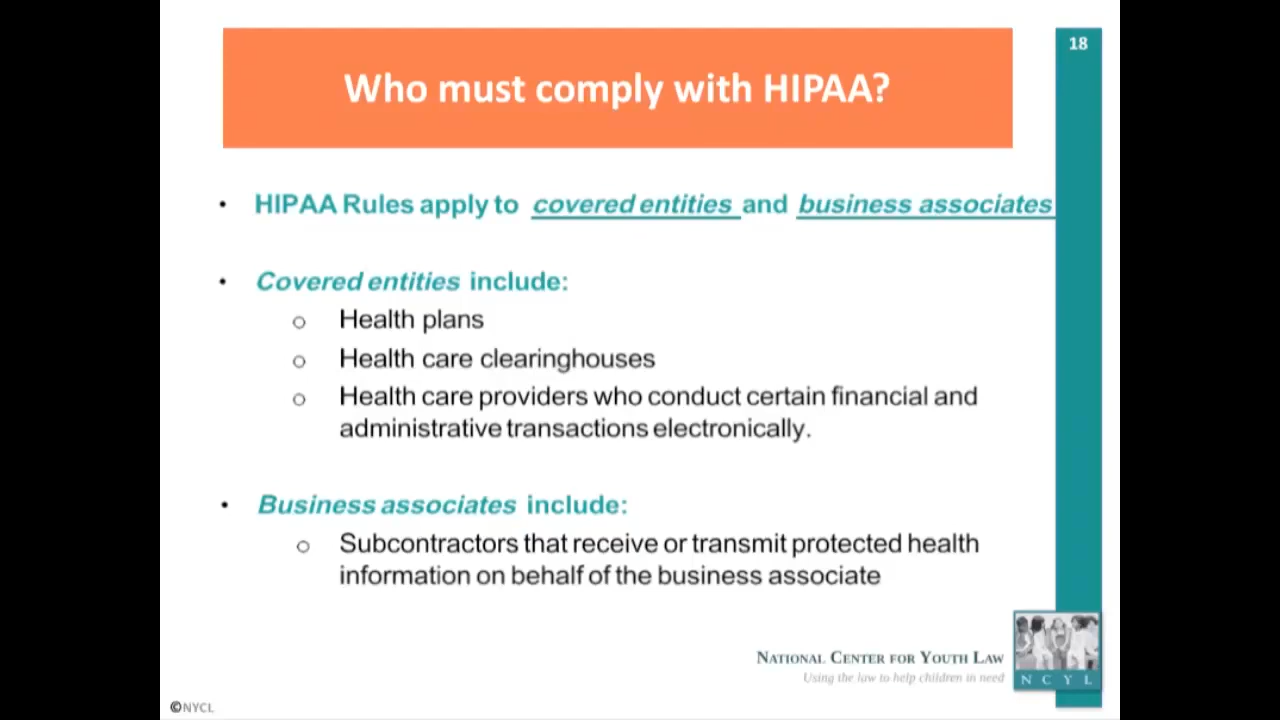 18
Who must comply with HIPAA?
• HIPAA Rules apply to covered entities and business associates
• Covered entities include:
o Health plans
o Health care clearinghouses
o Health care providers who conduct certain financial and
administrative transactions electronically.
• Business associates include:
o Subcontractors that receive or transmit protected health
information on behalf of the business associate
NATIONAL CENTER FOR YOUTH LAW
Using the law to help children in need
N C Y L
©NYCL